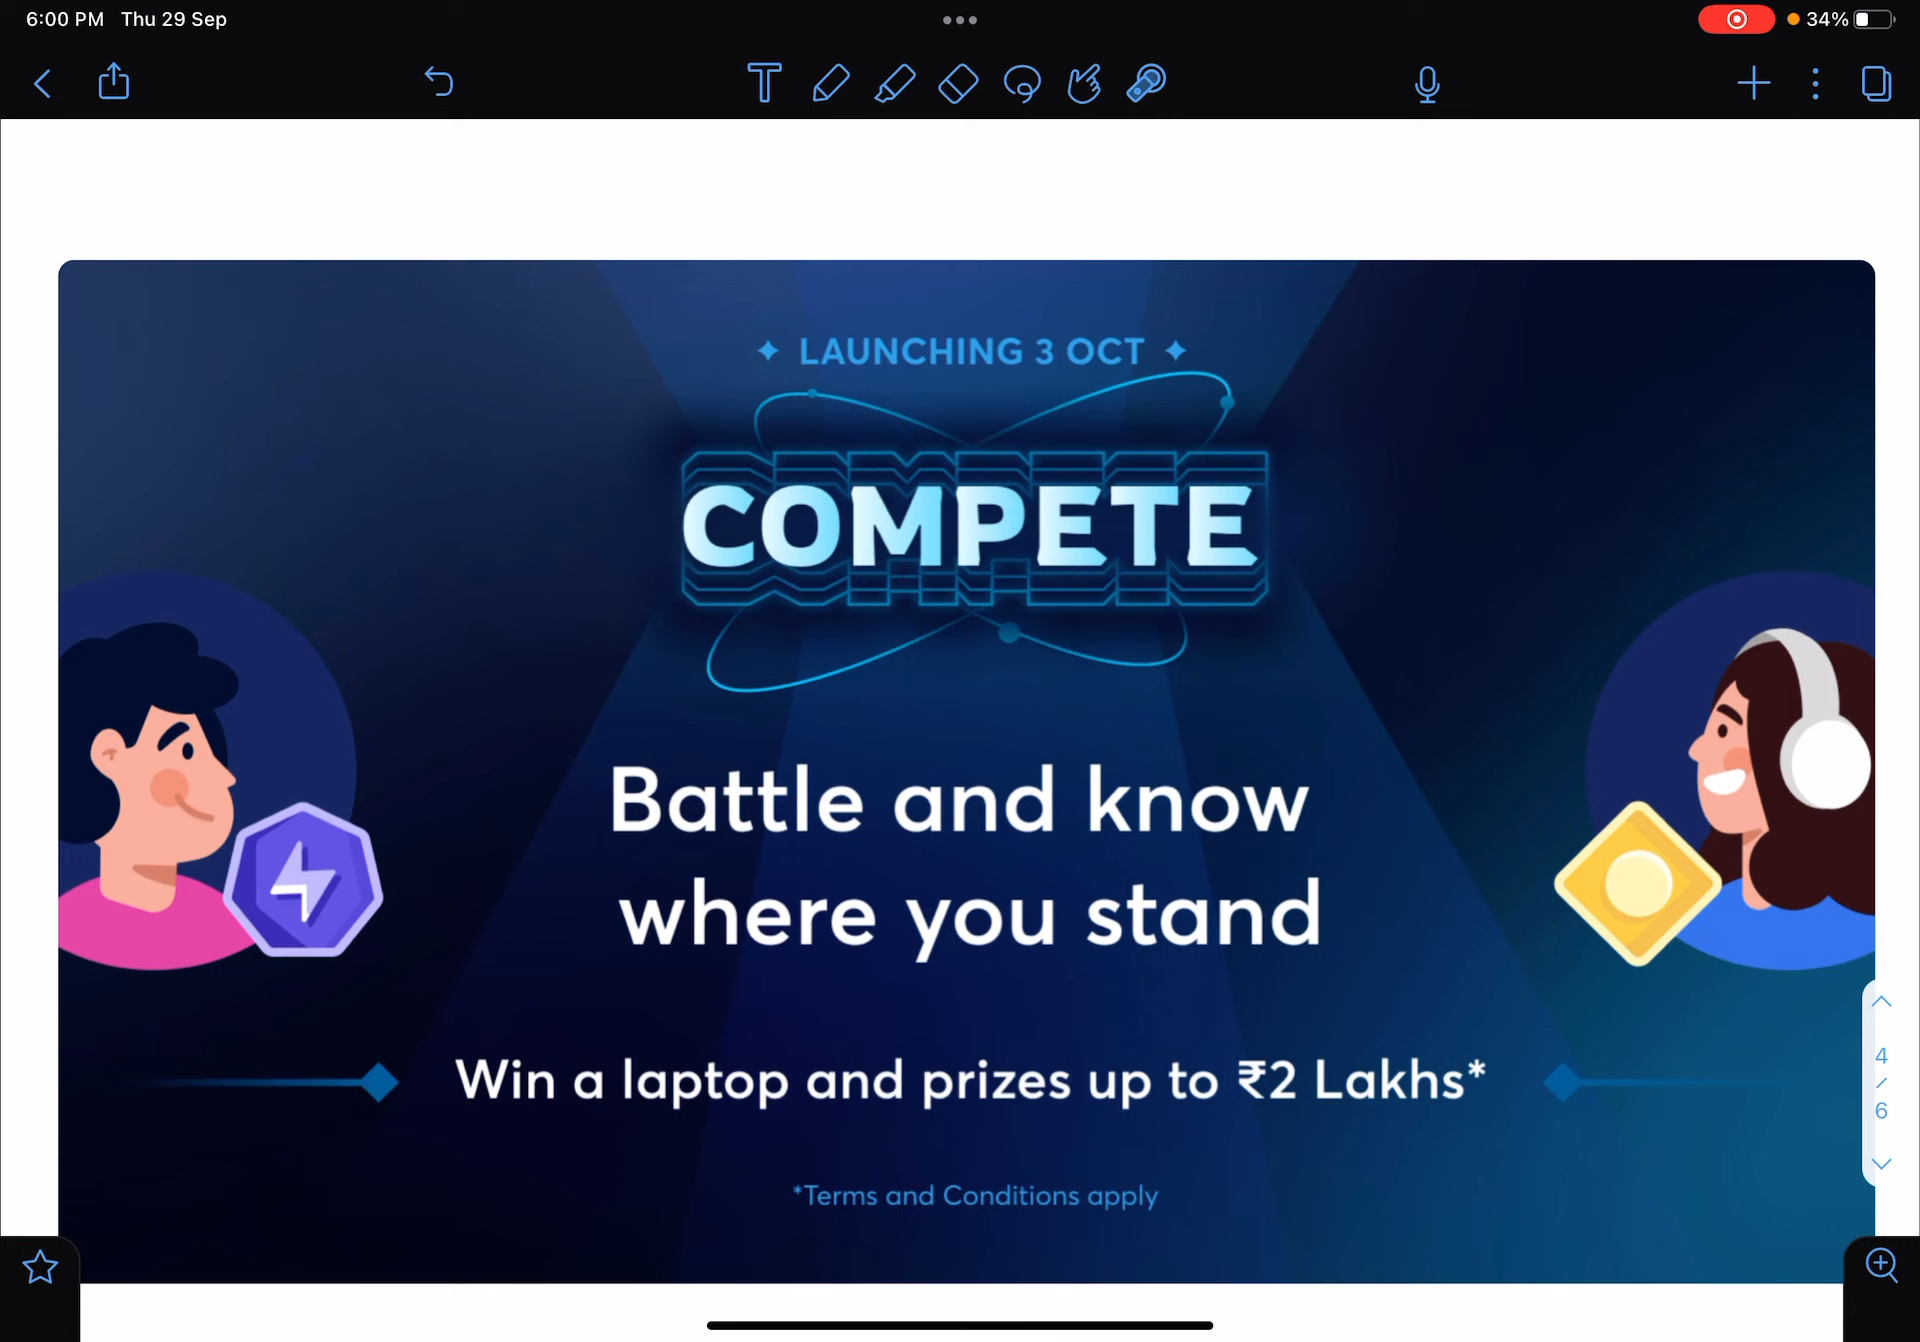 6:00 PM Thu 29 Sep
34%
LAUNCHING 3 OCT
COMPETE
Battle and know
where you stand
Win a laptop and prizes up to ₹2 Lakhs*
*Terms and Conditions apply
4
/
6